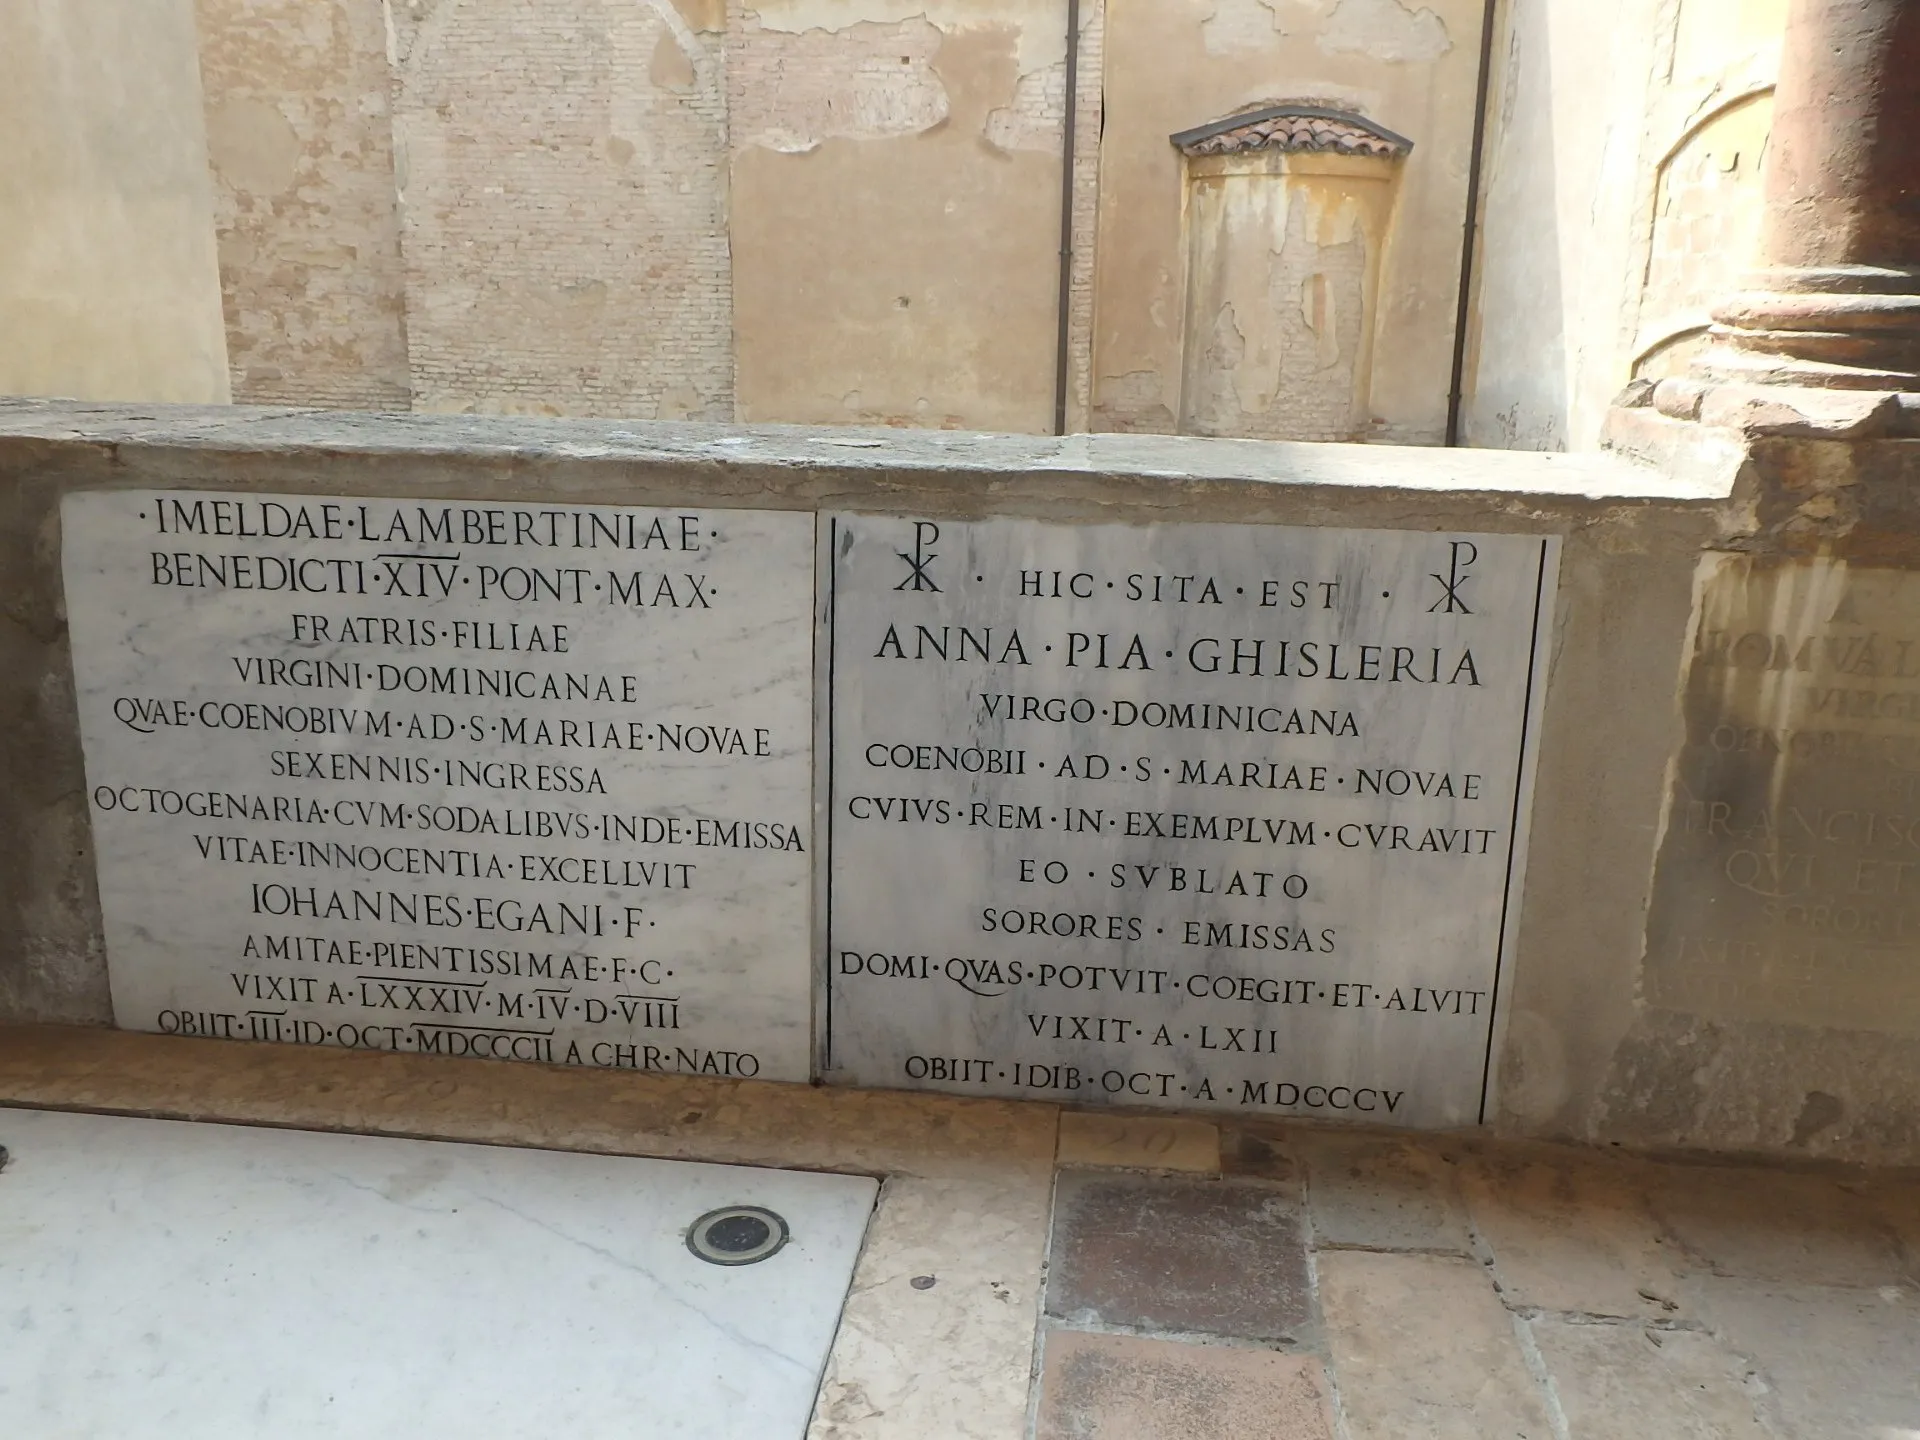 ·IMELDAE·LAMBERTINIAE·
BENEDICTI·XIV·PONT·MAX·
FRATRIS·FILIAE
VIRGINI·DOMINICANAE
QVAE·COENOBIVM·AD·S·MARIAE·NOVAE
SEXENNIS·INGRESSA
OCTOGENARIA·CVM·SODALIBVS·INDE·EMISSA
VITAE·INNOCENTIA·EXCELLVIT
IOHANNES·EGANI·F·
AMITAE·PIENTISSIMAE·F·C·
VIXIT A·LXXXIV·M·IV·D·VIII
OBIIT·III·ID·OCT·MDCCCII A CHR·NATO
☧ · HIC·SITA·EST · ☧
ANNA·PIA·GHISLERIA
VIRGO·DOMINICANA
COENOBII·AD·S·MARIAE·NOVAE
CVIVS·REM·IN·EXEMPLVM·CVRAVIT
EO·SVBLATO
SORORES·EMISSAS
DOMI·QVAS·POTVIT·COEGIT·ET·ALVIT
VIXIT·A·LXII
OBIIT·IDIB·OCT·A·MDCCCV
QVI ET